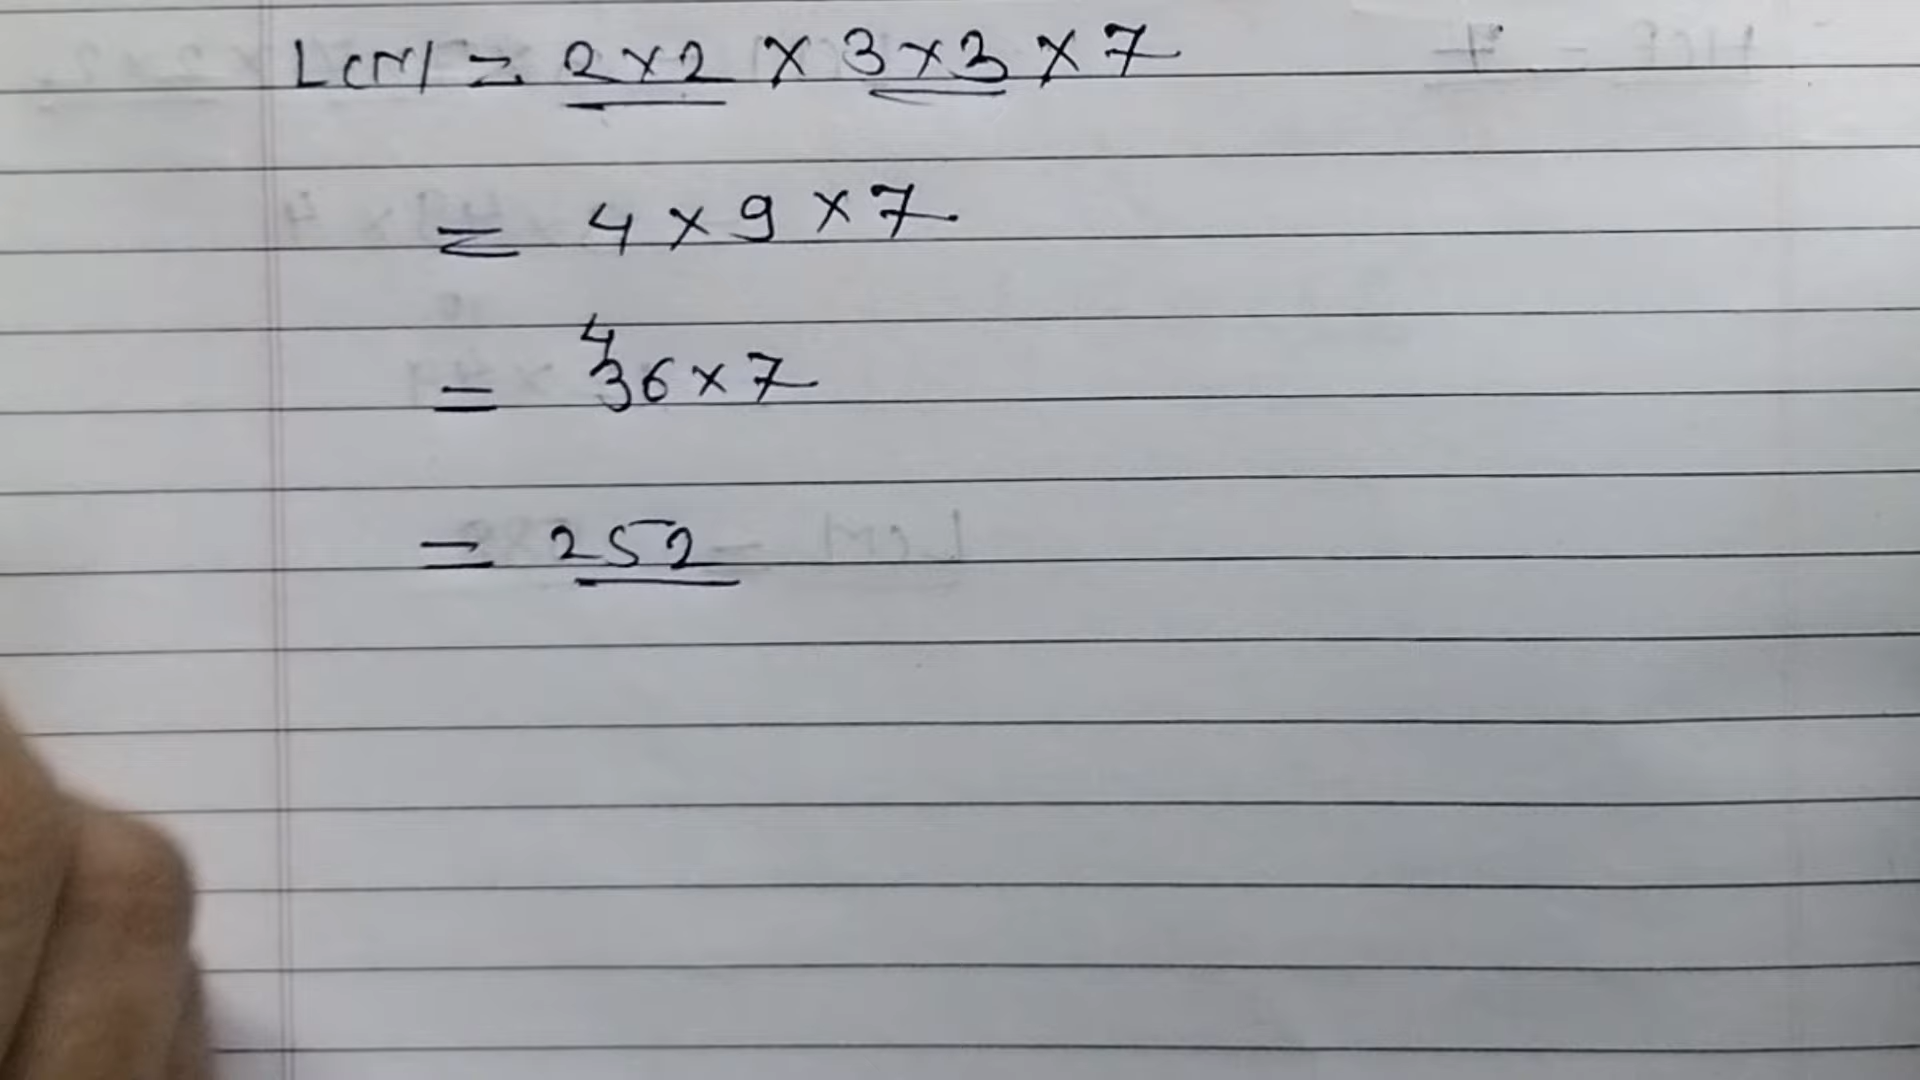 LCM = 2×2 × 3×3 × 7
= 4 × 9 × 7
4
= 36 × 7
= 252